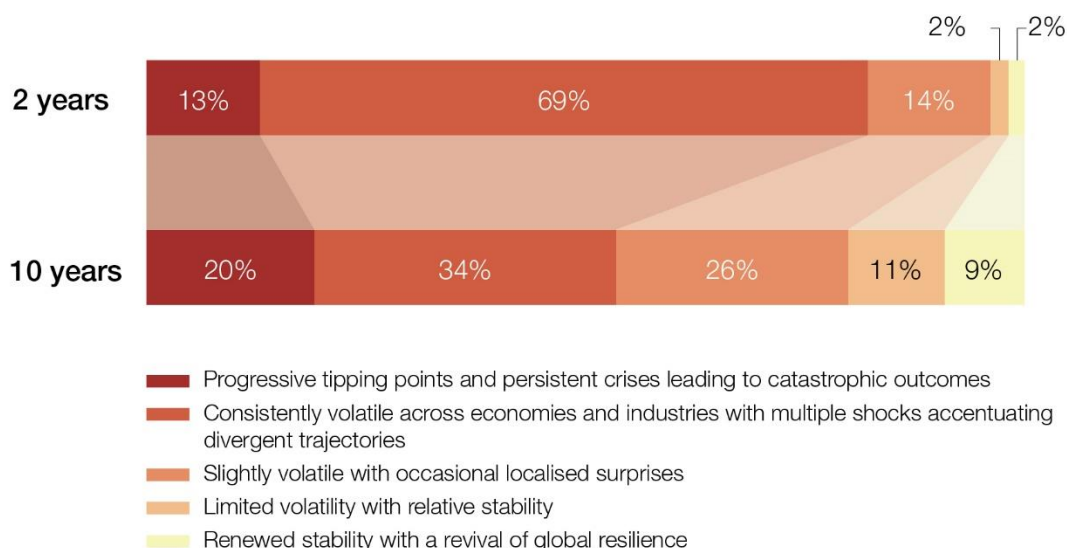 2% 2%
2 years 13% 69% 14%
10 years 20% 34% 26% 11% 9%
Progressive tipping points and persistent crises leading to catastrophic outcomes
Consistently volatile across economies and industries with multiple shocks accentuating
divergent trajectories
Slightly volatile with occasional localised surprises
Limited volutility with relative stability
Renewed stability with a revival of global resilience